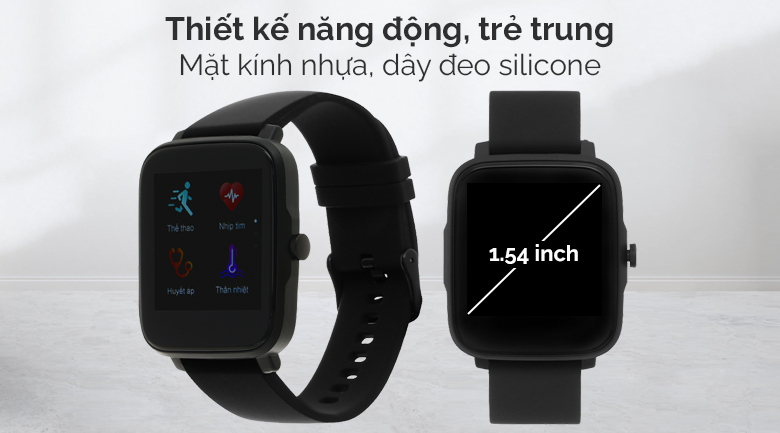 Thiết kế năng động, trẻ trung
Mặt kính nhựa, dây đeo silicone
Thể thao
Nhịp tim
Huyết áp
Thân nhiệt
1.54 inch